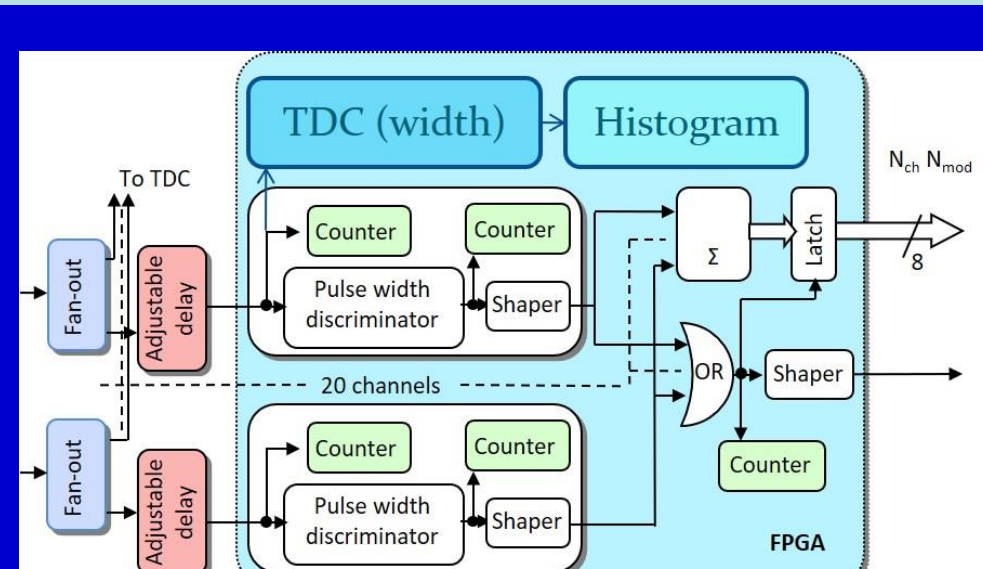 TDC (width)
Histogram
N_ch N_mod
To TDC
Fan-out
Adjustable
delay
Counter
Counter
Pulse width
discriminator
Shaper
Σ
Latch
8
20 channels
OR
Shaper
Counter
Fan-out
Adjustable
delay
Counter
Counter
Pulse width
discriminator
Shaper
FPGA